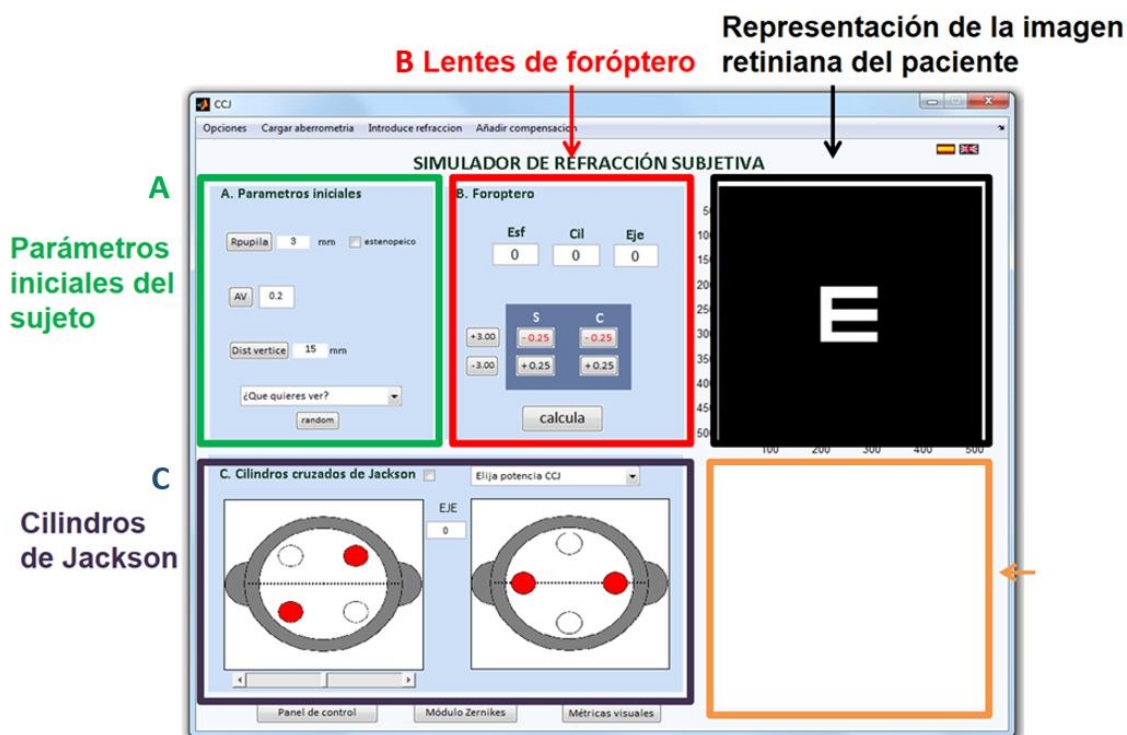 Representación de la imagen
retiniana del paciente
B Lentes de foróptero
CCJ
Opciones Cargar aberrometria Introduce refraccion Añadir compensacion
SIMULADOR DE REFRACCIÓN SUBJETIVA
A
Parámetros
iniciales del
sujeto
A. Parametros iniciales
Rpupila 3 mm estenopeico
AV 0.2
Dist vertice 15 mm
¿Que quieres ver?
random
B. Foroptero
Esf Cil Eje
0 0 0
S C
+3.00 - 0.25 - 0.25
-3.00 + 0.25 + 0.25
calcula
E
50
100
150
200
250
300
350
400
450
500
100 200 300 400 500
C
Cilindros
de Jackson
C. Cilindros cruzados de Jackson Elija potencia CCJ
EJE
0
Panel de control Módulo Zernikes Métricas visuales